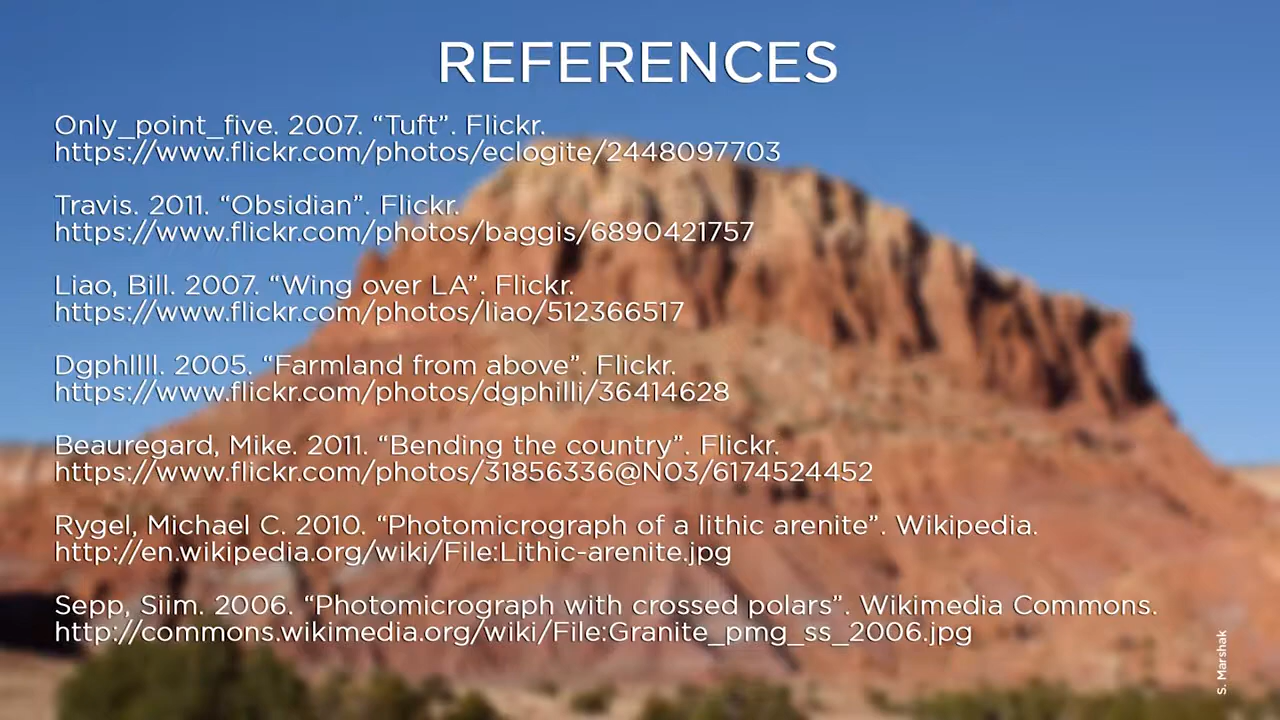 REFERENCES
Only_point_five. 2007. “Tuft”. Flickr.
https://www.flickr.com/photos/eclogite/2448097703
Travis. 2011. “Obsidian”. Flickr.
https://www.flickr.com/photos/baggis/6890421757
Liao, Bill. 2007. “Wing over LA”. Flickr.
https://www.flickr.com/photos/liao/512366517
Dgphllll. 2005. “Farmland from above”. Flickr.
https://www.flickr.com/photos/dgphilli/36414628
Beauregard, Mike. 2011. “Bending the country”. Flickr.
https://www.flickr.com/photos/31856336@N03/6174524452
Rygel, Michael C. 2010. “Photomicrograph of a lithic arenite”. Wikipedia.
http://en.wikipedia.org/wiki/File:Lithic-arenite.jpg
Sepp, Siim. 2006. “Photomicrograph with crossed polars”. Wikimedia Commons.
http://commons.wikimedia.org/wiki/File:Granite_pmg_ss_2006.jpg
S. Marshak